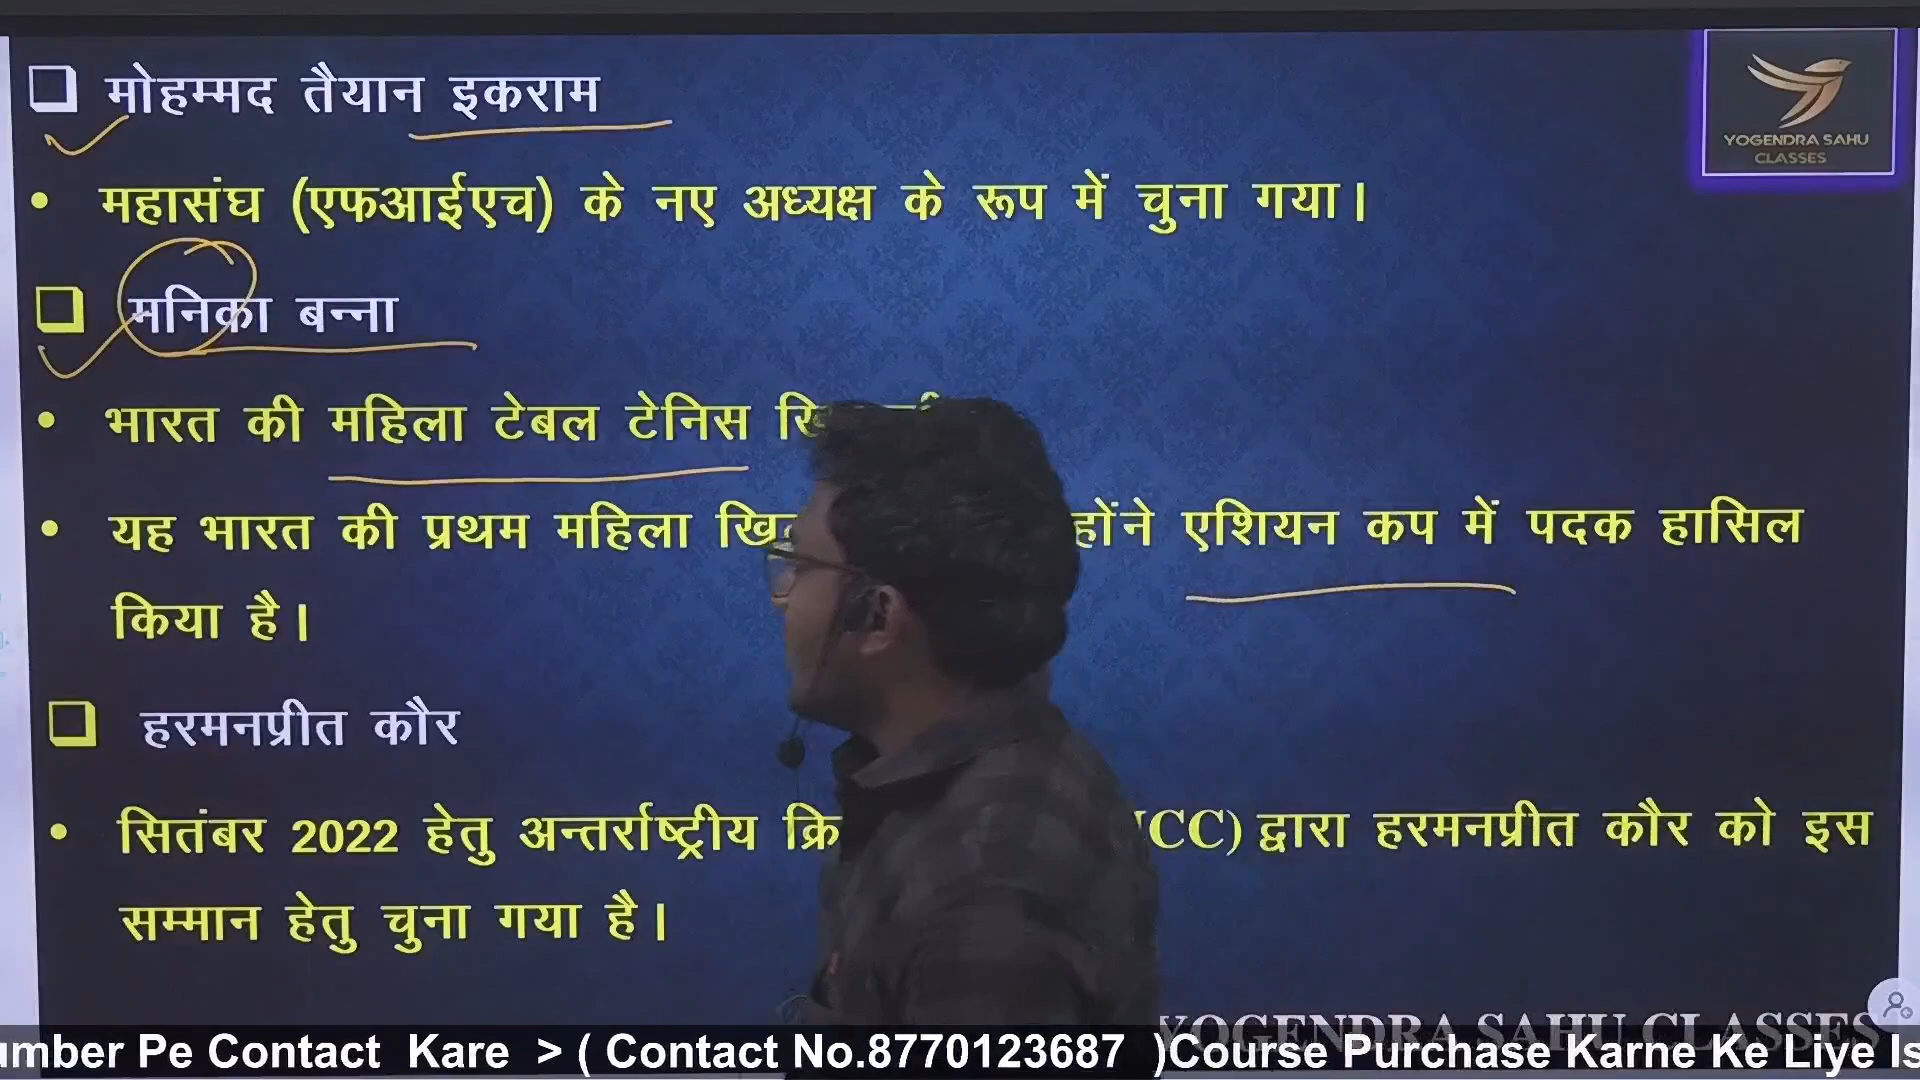 मोहम्मद तैयान इकराम
YOGENDRA SAHU
CLASSES
• महासंघ (एफआईएच) के नए अध्यक्ष के रूप में चुना गया।
मनिका बन्ना
• भारत की महिला टेबल टेनिस
• यह भारत की प्रथम महिला होंने एशियन कप में पदक हासिल
किया है।
हरमनप्रीत कौर
• सितंबर 2022 हेतु अन्तर्राष्ट्रीय CC) द्वारा हरमनप्रीत कौर को इस
सम्मान हेतु चुना गया है।
YOGENDRA SAHU CLASSES
umber Pe Contact Kare > ( Contact No.8770123687 )Course Purchase Karne Ke Liye Is